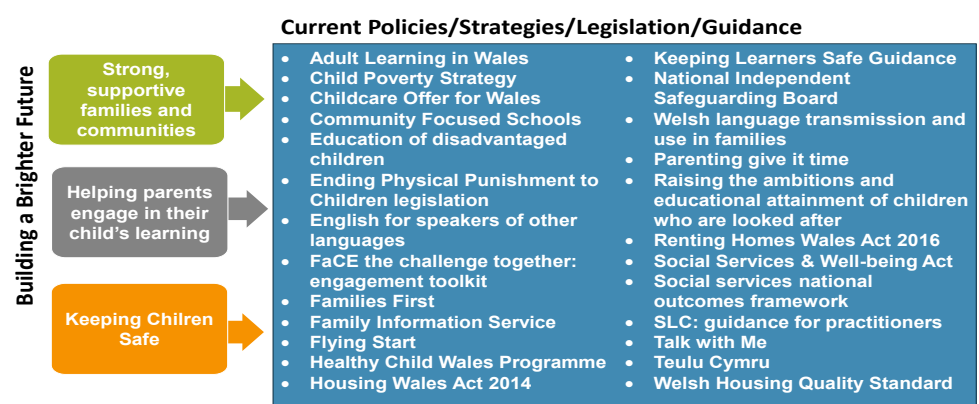 Current Policies/Strategies/Legislation/Guidance
Building a Brighter Future
Strong,
supportive
families and
communities
Helping parents
engage in their
child's learning
Keeping Chilren
Safe
• Adult Learning in Wales
• Child Poverty Strategy
• Childcare Offer for Wales
• Community Focused Schools
• Education of disadvantaged
children
• Ending Physical Punishment to
Children legislation
• English for speakers of other
languages
• FaCE the challenge together:
engagement toolkit
• Families First
• Family Information Service
• Flying Start
• Healthy Child Wales Programme
• Housing Wales Act 2014
• Keeping Learners Safe Guidance
• National Independent
Safeguarding Board
• Welsh language transmission and
use in families
• Parenting give it time
• Raising the ambitions and
educational attainment of children
who are looked after
• Renting Homes Wales Act 2016
• Social Services & Well-being Act
• Social services national
outcomes framework
• SLC: guidance for practitioners
• Talk with Me
• Teulu Cymru
• Welsh Housing Quality Standard